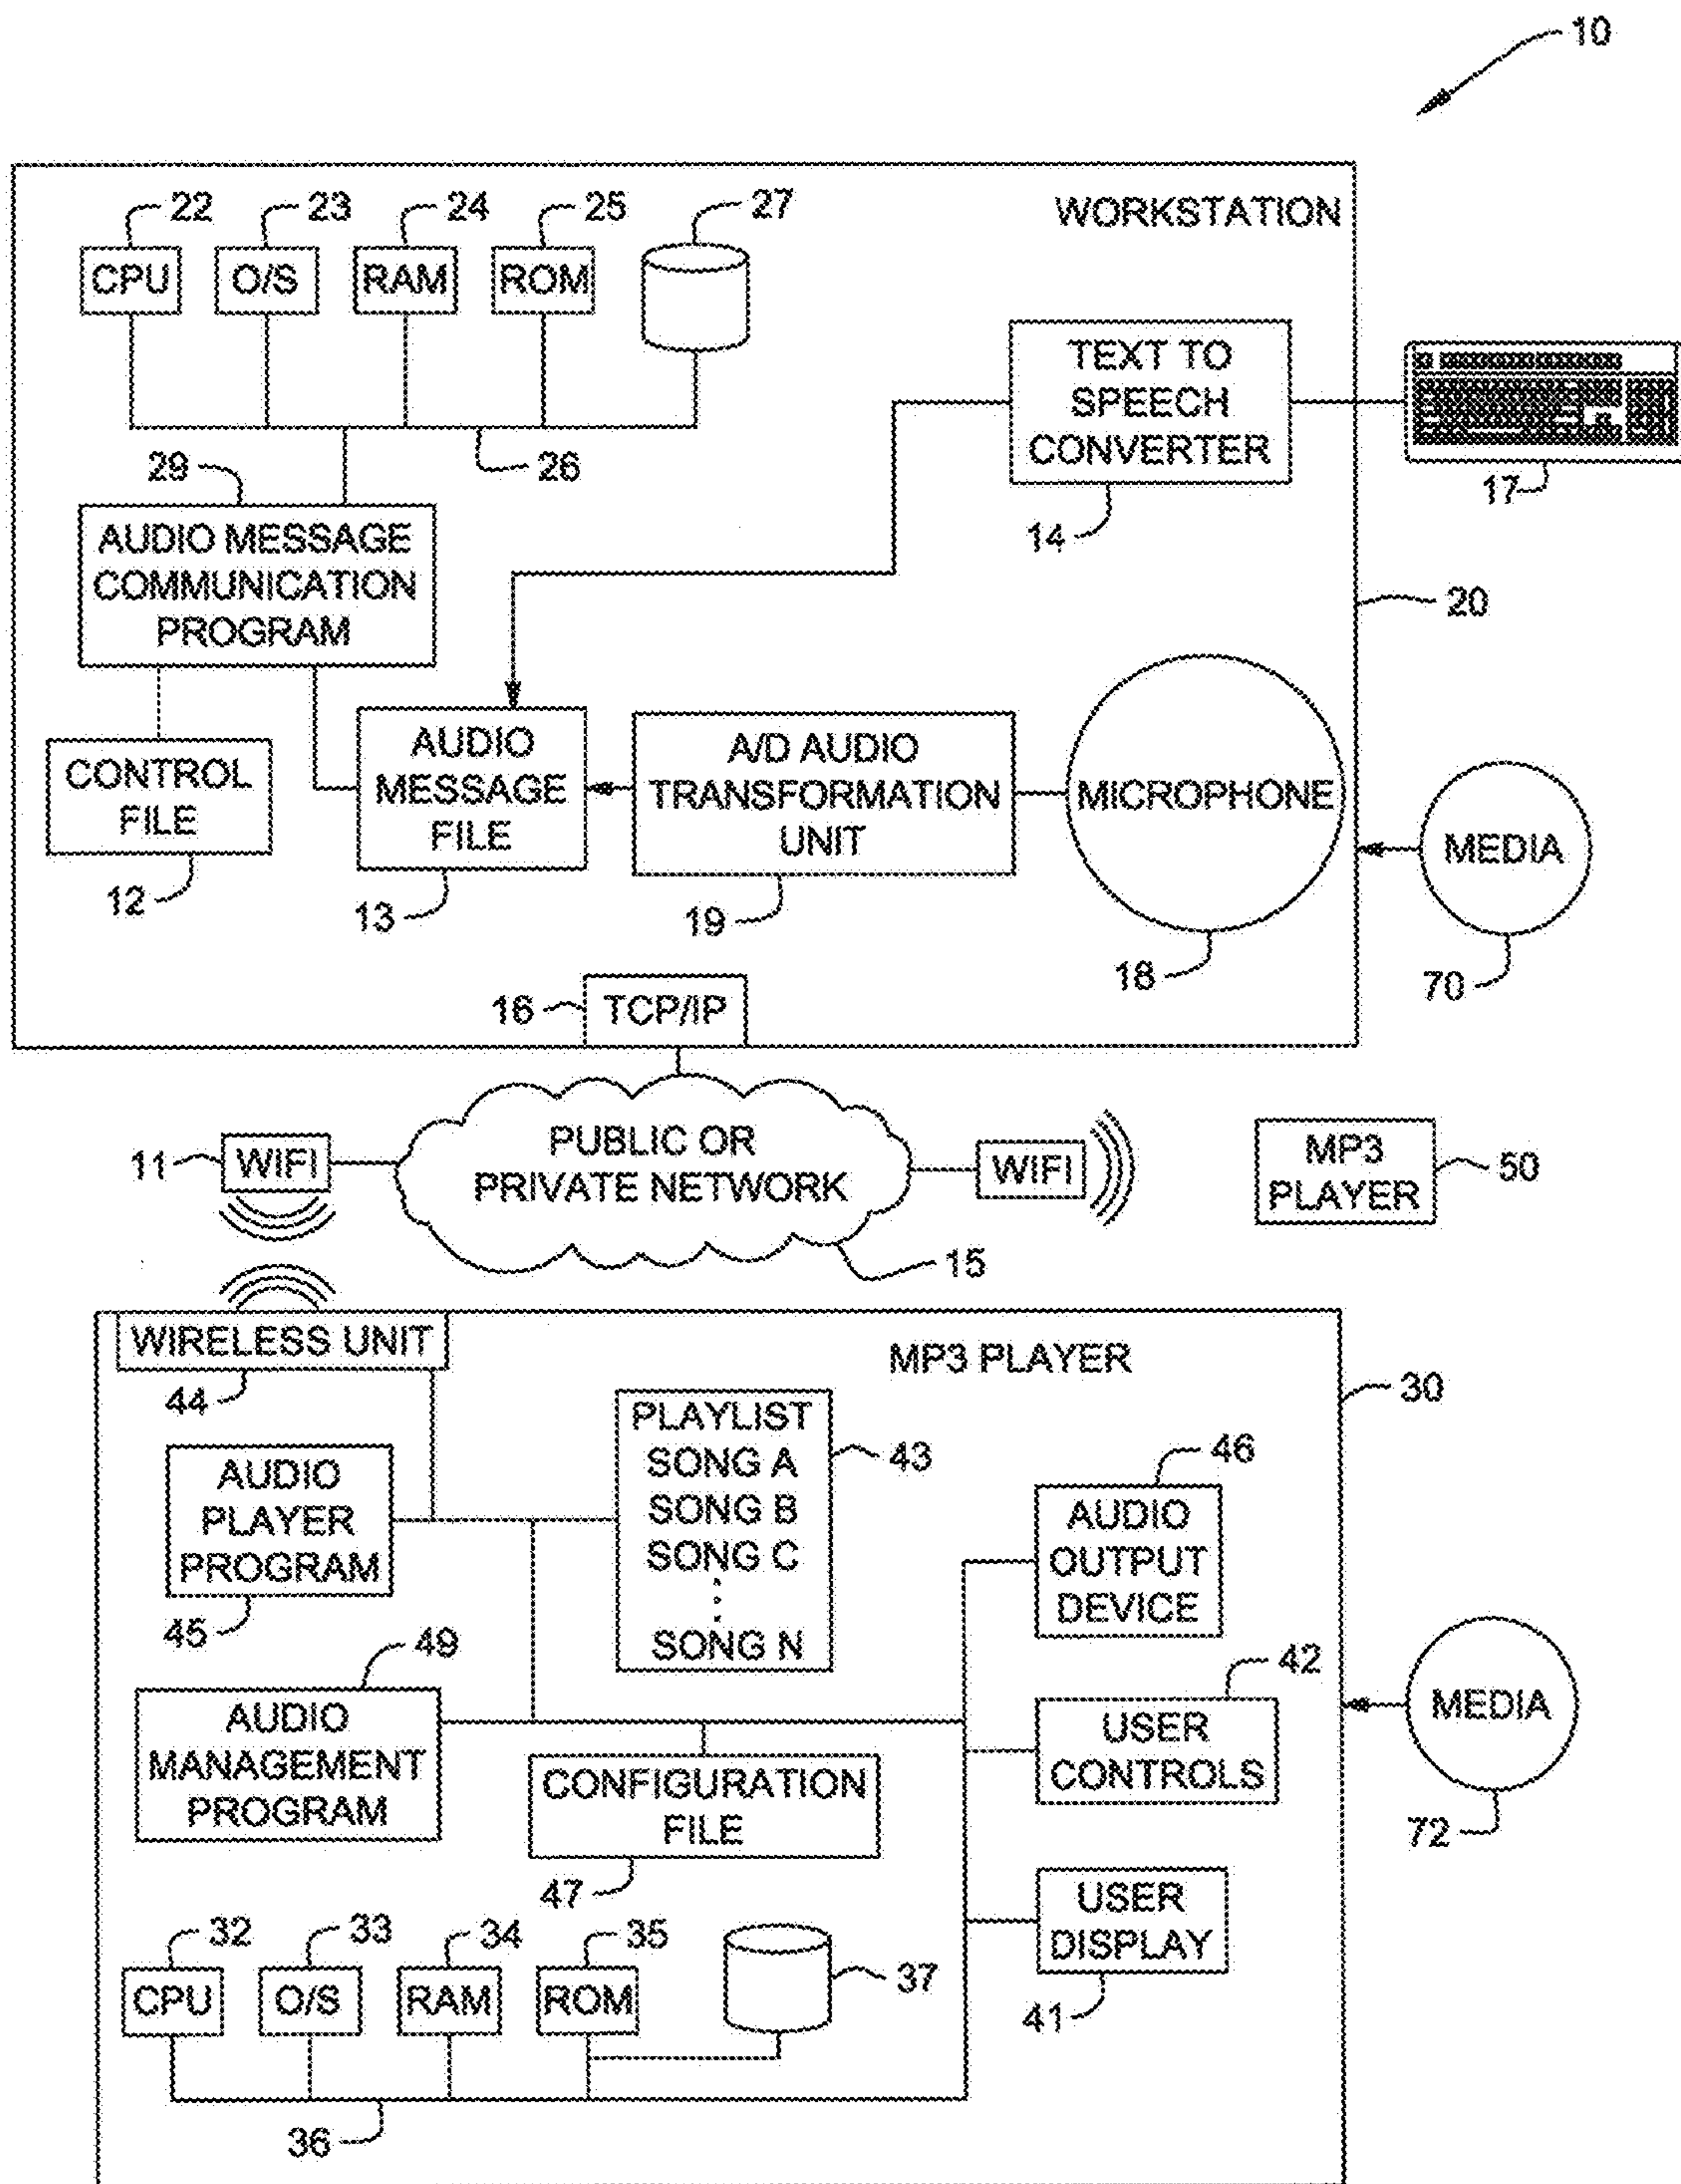 10
WORKSTATION
22
23
24
25
27
CPU
O/S
RAM
ROM
26
TEXT TO
SPEECH
CONVERTER
14
17
29
AUDIO MESSAGE
COMMUNICATION
PROGRAM
20
CONTROL
FILE
12
AUDIO
MESSAGE
FILE
13
A/D AUDIO
TRANSFORMATION
UNIT
19
MICROPHONE
18
MEDIA
70
16
TCP/IP
11
WIFI
PUBLIC OR
PRIVATE NETWORK
15
WIFI
MP3
PLAYER
50
WIRELESS UNIT
44
MP3 PLAYER
30
AUDIO
PLAYER
PROGRAM
45
PLAYLIST
SONG A
SONG B
SONG C
SONG N
43
46
AUDIO
OUTPUT
DEVICE
49
AUDIO
MANAGEMENT
PROGRAM
CONFIGURATION
FILE
47
42
USER
CONTROLS
MEDIA
72
USER
DISPLAY
41
32
33
34
35
37
CPU
O/S
RAM
ROM
36